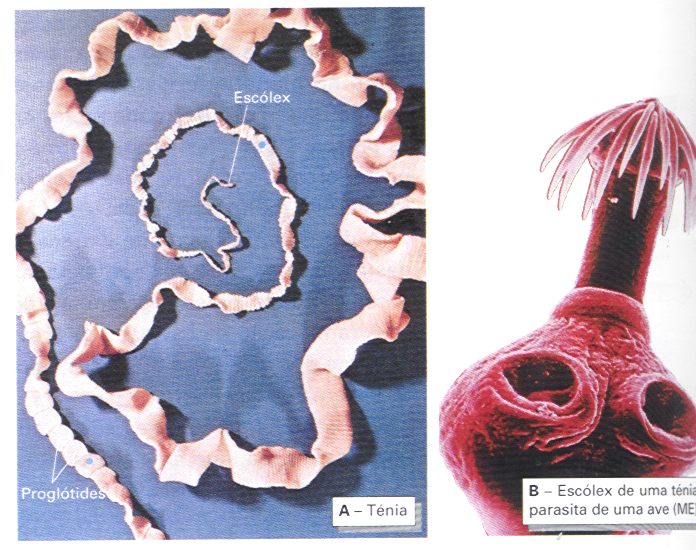 Escólex
Proglótides
A – Ténia
B – Escólex de uma ténia
parasita de uma ave (ME)